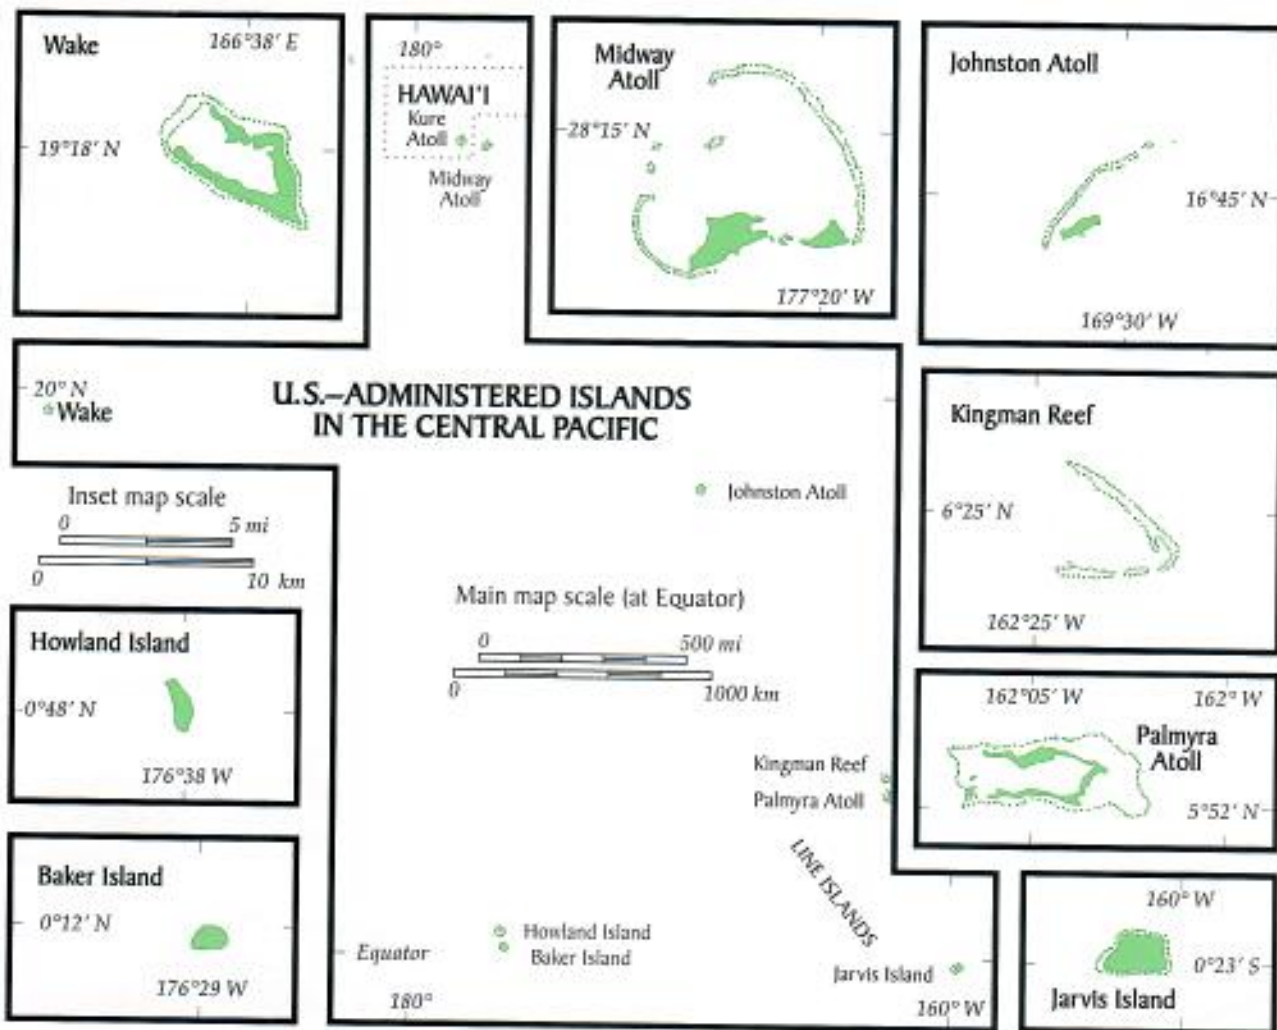 Wake
166°38' E
19°18' N
180°
HAWAI'I
Kure
Atoll
Midway
Atoll
Midway
Atoll
28°15' N
177°20' W
Johnston Atoll
16°45' N
169°30' W
20° N
Wake
U.S.–ADMINISTERED ISLANDS
IN THE CENTRAL PACIFIC
Johnston Atoll
Kingman Reef
6°25' N
162°25' W
Inset map scale
0 5 mi
0 10 km
Main map scale (at Equator)
0 500 mi
0 1000 km
Howland Island
0°48' N
176°38 W
Kingman Reef
Palmyra Atoll
162°05' W 162° W
Palmyra
Atoll
5°52' N
LINE ISLANDS
Baker Island
0°12' N
176°29 W
Howland Island
Baker Island
Equator
180°
Jarvis Island
160° W
160° W
0°23' S
Jarvis Island